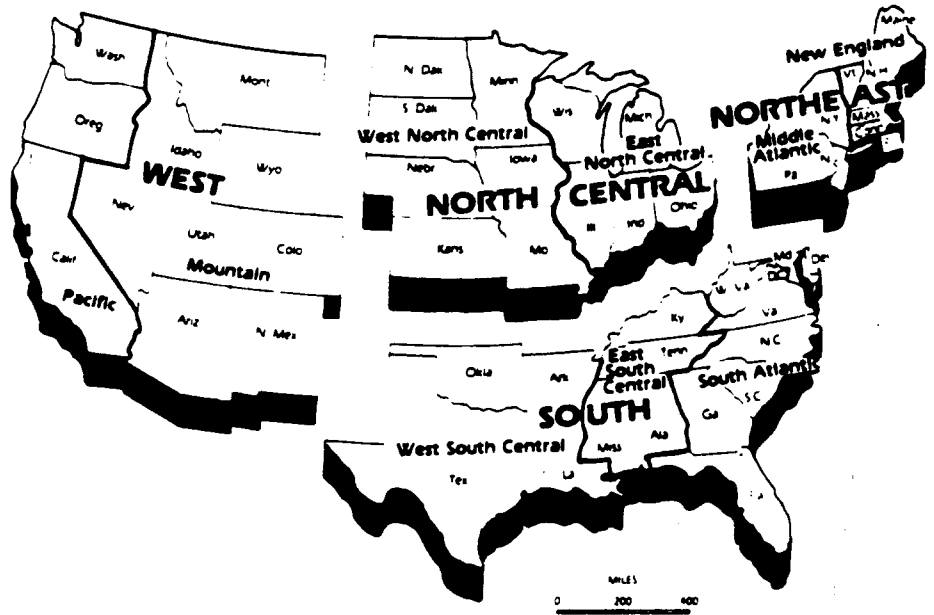 Maine
New England
Vt
N H
Wash
Mont
N Dak
Minn
NORTHEAST
S Dak
Wis
Mich
N Y
Mass
Oreg
Idaho
Wyo
West North Central
East
North Central
Middle
Atlantic
Pa
Nebr
Iowa
WEST
NORTH CENTRAL
Nev
Utah
Colo
Kans
Mo
Ill
Ind
Ohio
Calif
Mountain
Md
Del
DC
W VA
Va
Pacific
Ariz
N Mex
Ky
N C
Okla
Ark
Tenn
East
South
Central
South Atlantic
S C
SOUTH
Ga
Miss
Ala
West South Central
Tex
La
MILES
0 200 400